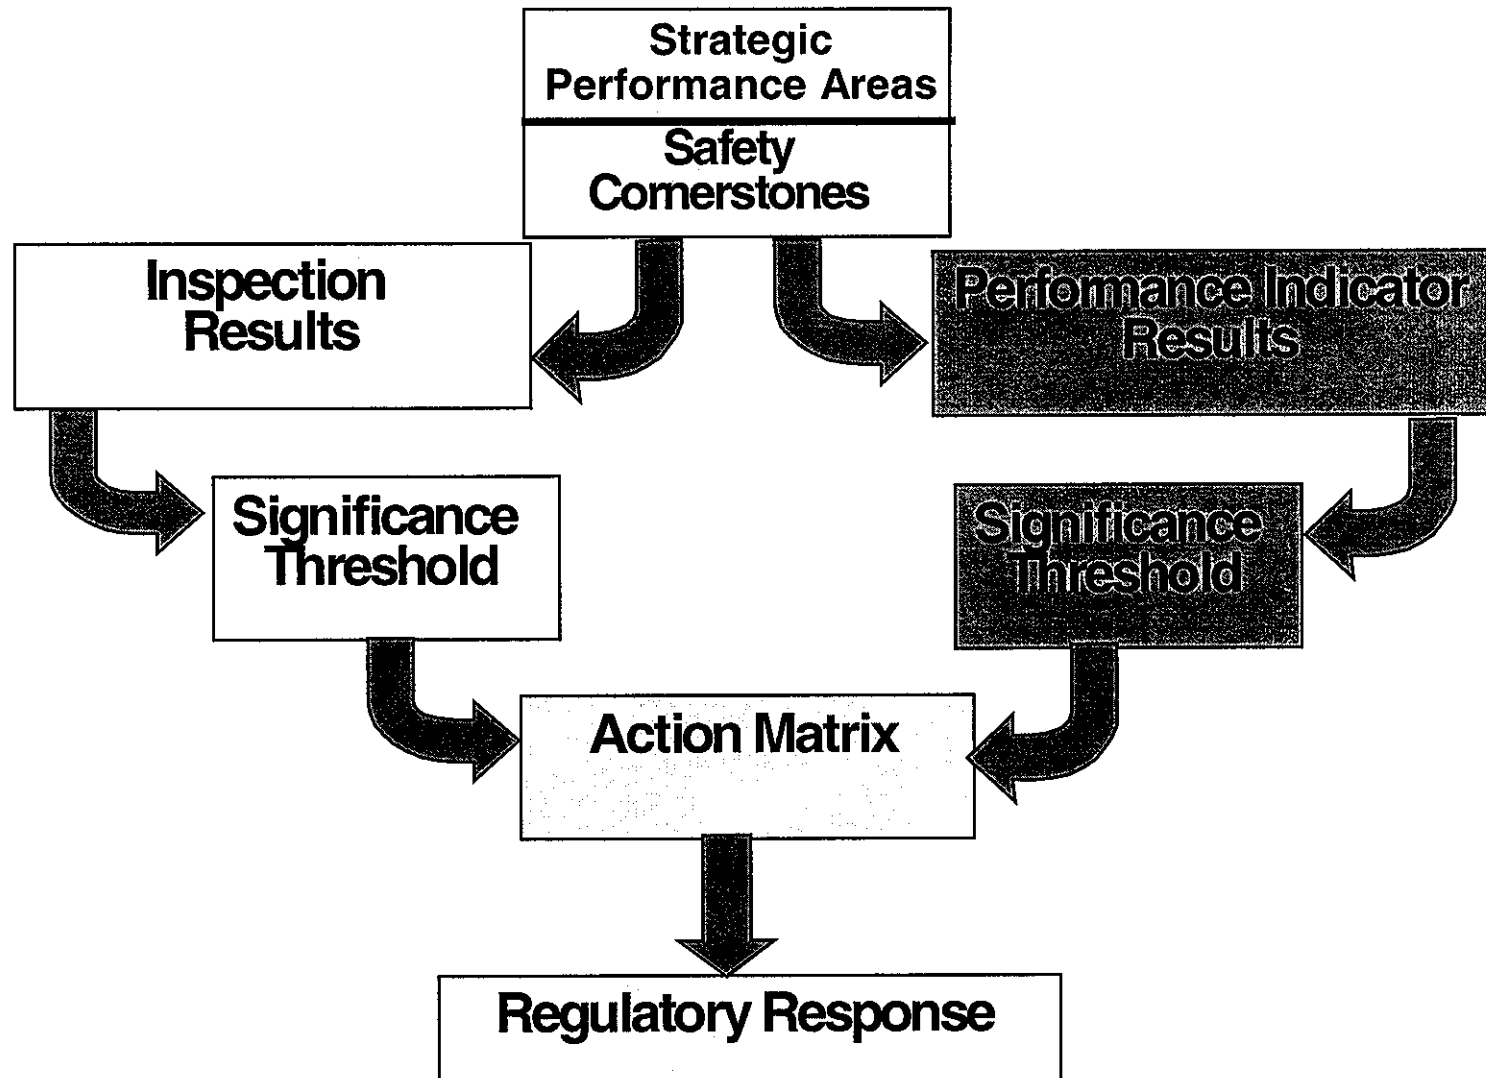 Strategic
Performance Areas
Safety
Cornerstones
Inspection
Results
Performance Indicator
Results
Significance
Threshold
Significance
Threshold
Action Matrix
Regulatory Response